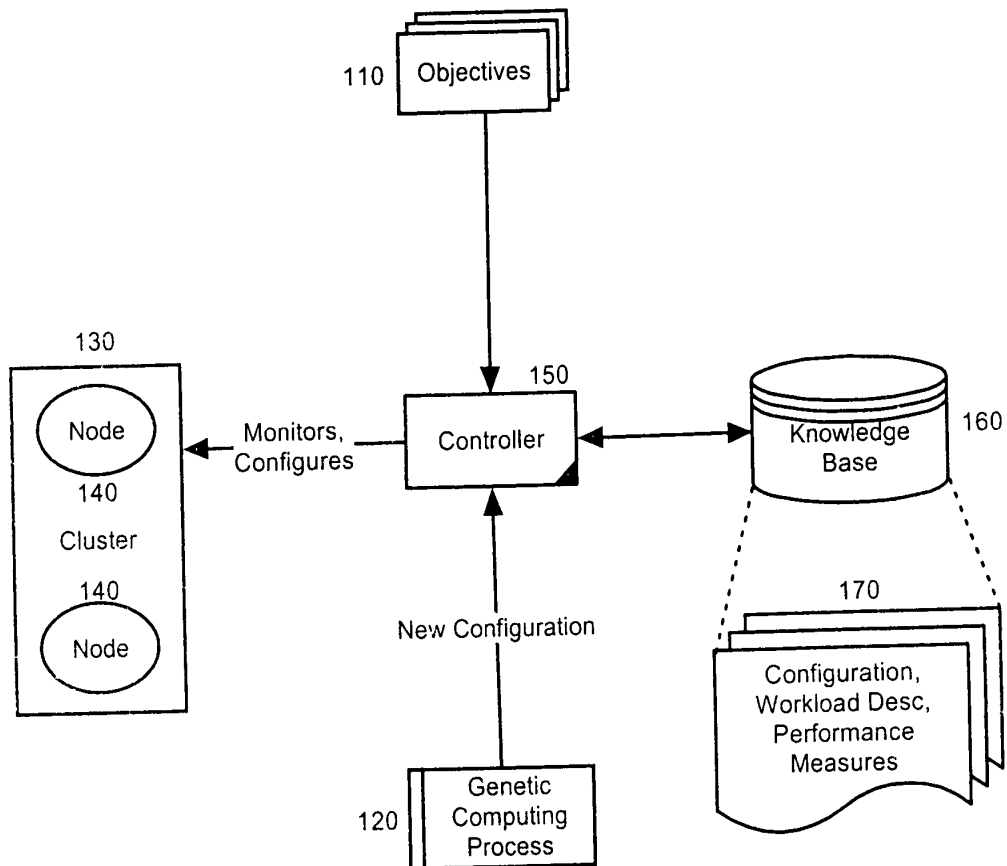 110
Objectives
130
150
Node
Monitors,
Configures
Controller
Knowledge
Base
160
140
Cluster
140
Node
New Configuration
170
Configuration,
Workload Desc,
Performance
Measures
120
Genetic
Computing
Process